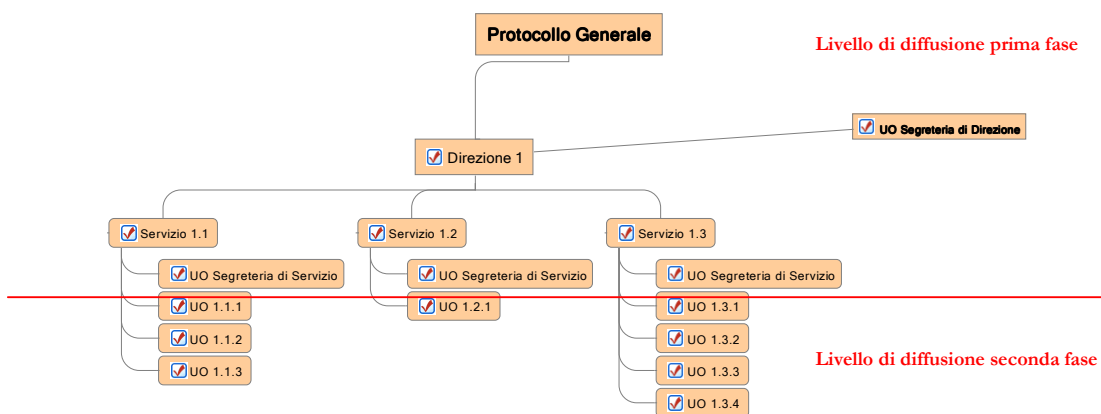 Protocollo Generale
Livello di diffusione prima fase
UO Segreteria di Direzione
Direzione 1
Servizio 1.1
Servizio 1.2
Servizio 1.3
UO Segreteria di Servizio
UO Segreteria di Servizio
UO Segreteria di Servizio
UO 1.1.1
UO 1.2.1
UO 1.3.1
UO 1.1.2
UO 1.3.2
Livello di diffusione seconda fase
UO 1.1.3
UO 1.3.3
UO 1.3.4